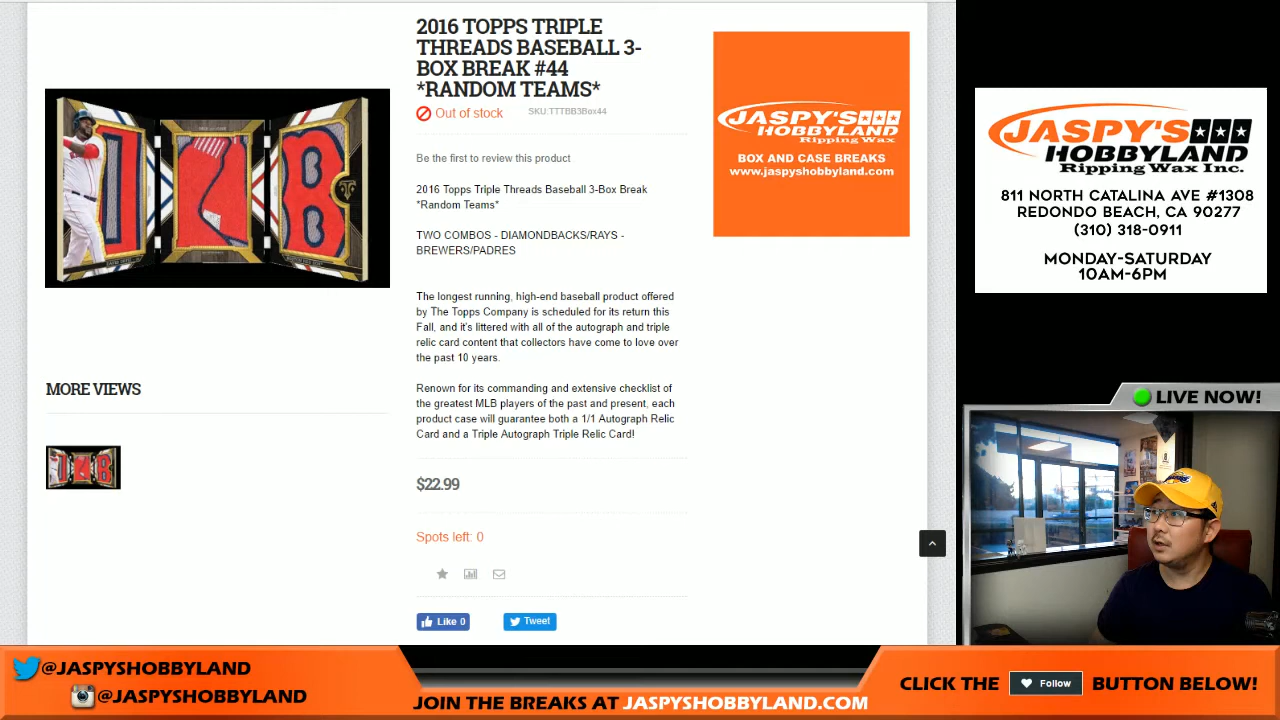 2016 TOPPS TRIPLE
THREADS BASEBALL 3-
BOX BREAK #44
*RANDOM TEAMS*
Out of stock
SKU:TTTBB3Box44
Be the first to review this product
2016 Topps Triple Threads Baseball 3-Box Break
*Random Teams*
TWO COMBOS - DIAMONDBACKS/RAYS -
BREWERS/PADRES
The longest running, high-end baseball product offered
by The Topps Company is scheduled for its return this
Fall, and it's littered with all of the autograph and triple
relic card content that collectors have come to love over
the past 10 years.
Renown for its commanding and extensive checklist of
the greatest MLB players of the past and present, each
product case will guarantee both a 1/1 Autograph Relic
Card and a Triple Autograph Triple Relic Card!
$22.99
Spots left: 0
Like 0
Tweet
MORE VIEWS
JASPY'S
HOBBYLAND
Ripping Wax
BOX AND CASE BREAKS
www.jaspyshobbyland.com
JASPY'S
HOBBYLAND
Ripping Wax Inc.
811 NORTH CATALINA AVE #1308
REDONDO BEACH, CA 90277
(310) 318-0911
MONDAY-SATURDAY
10AM-6PM
LIVE NOW!
@JASPYSHOBBYLAND
@JASPYSHOBBYLAND
JOIN THE BREAKS AT JASPYSHOBBYLAND.COM
CLICK THE Follow BUTTON BELOW!